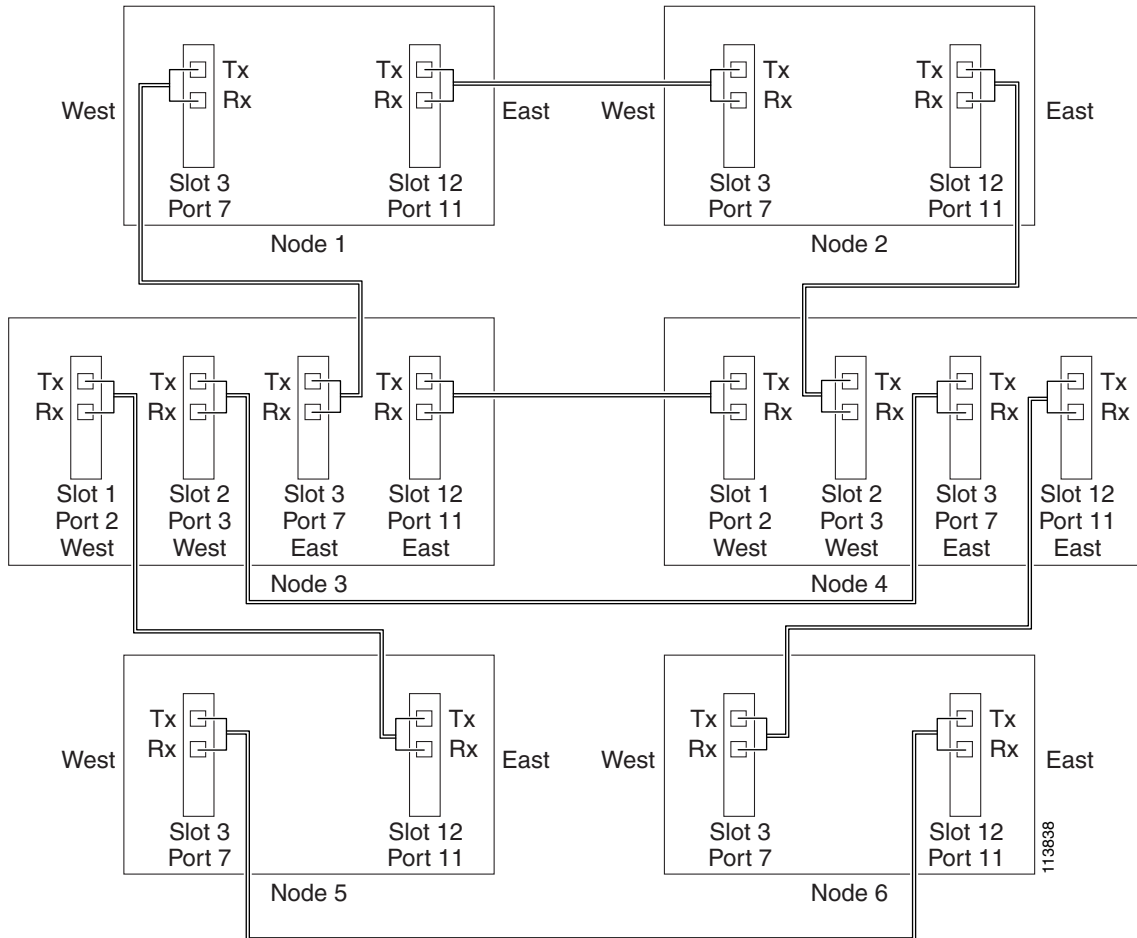 Tx Tx Tx Tx
West Rx Rx East West Rx Rx East
Slot 3 Slot 12 Slot 3 Slot 12
Port 7 Port 11 Port 7 Port 11
Node 1 Node 2
Tx Tx Tx Tx Tx Tx Tx Tx
Rx Rx Rx Rx Rx Rx Rx Rx
Slot 1 Slot 2 Slot 3 Slot 12 Slot 1 Slot 2 Slot 3 Slot 12
Port 2 Port 3 Port 7 Port 11 Port 2 Port 3 Port 7 Port 11
West West East East West West East East
Node 3 Node 4
Tx Tx Tx Tx
West Rx Rx East West Rx Rx East
Slot 3 Slot 12 Slot 3 Slot 12
Port 7 Port 11 Port 7 Port 11
113838
Node 5 Node 6